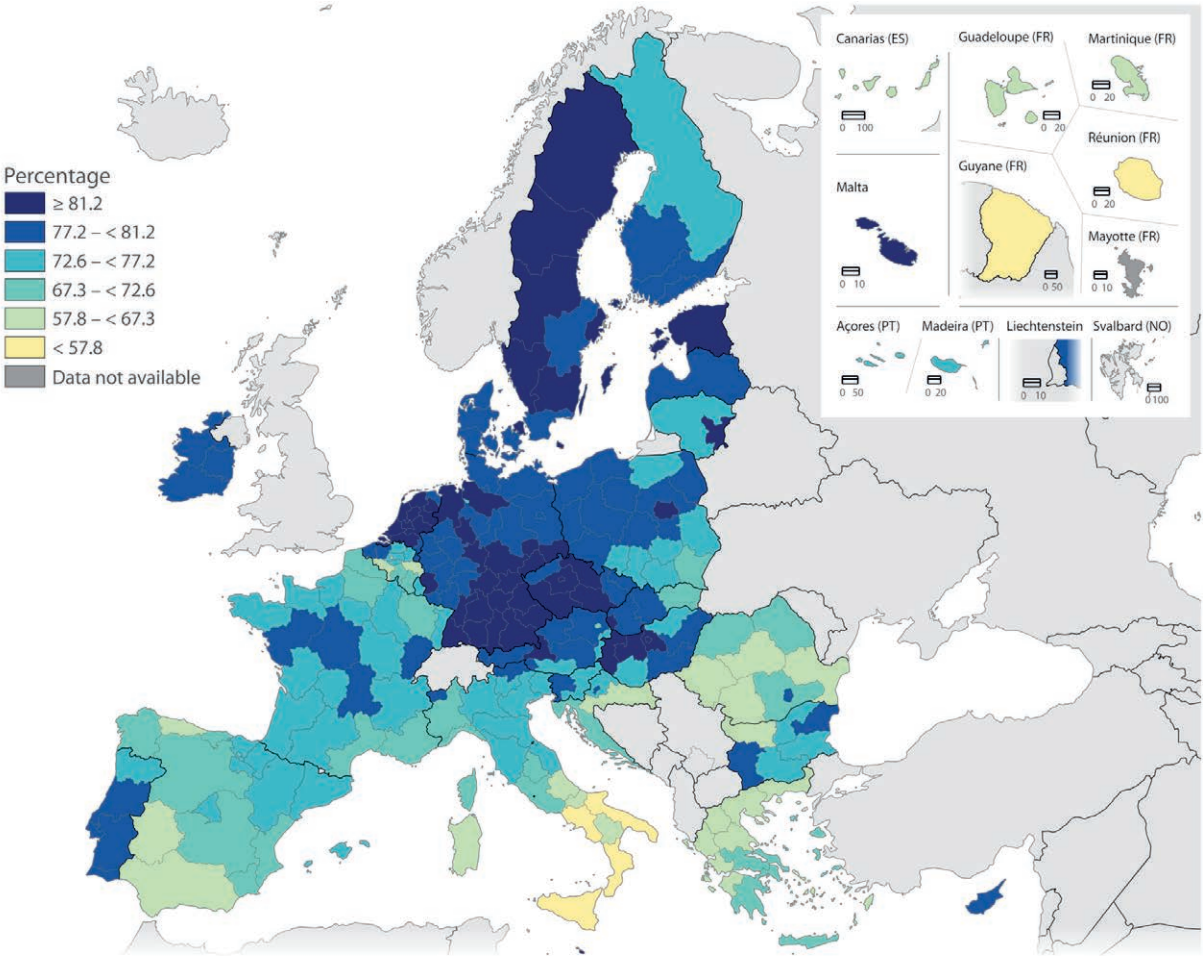 Percentage
≥ 81.2
77.2 – < 81.2
72.6 – < 77.2
67.3 – < 72.6
57.8 – < 67.3
< 57.8
Data not available
Canarias (ES)
0 100
Guadeloupe (FR)
0 20
Martinique (FR)
0 20
Réunion (FR)
0 20
Guyane (FR)
0 50
Malta
0 10
Mayotte (FR)
0 10
Açores (PT)
0 50
Madeira (PT)
0 20
Liechtenstein
0 10
Svalbard (NO)
0 100